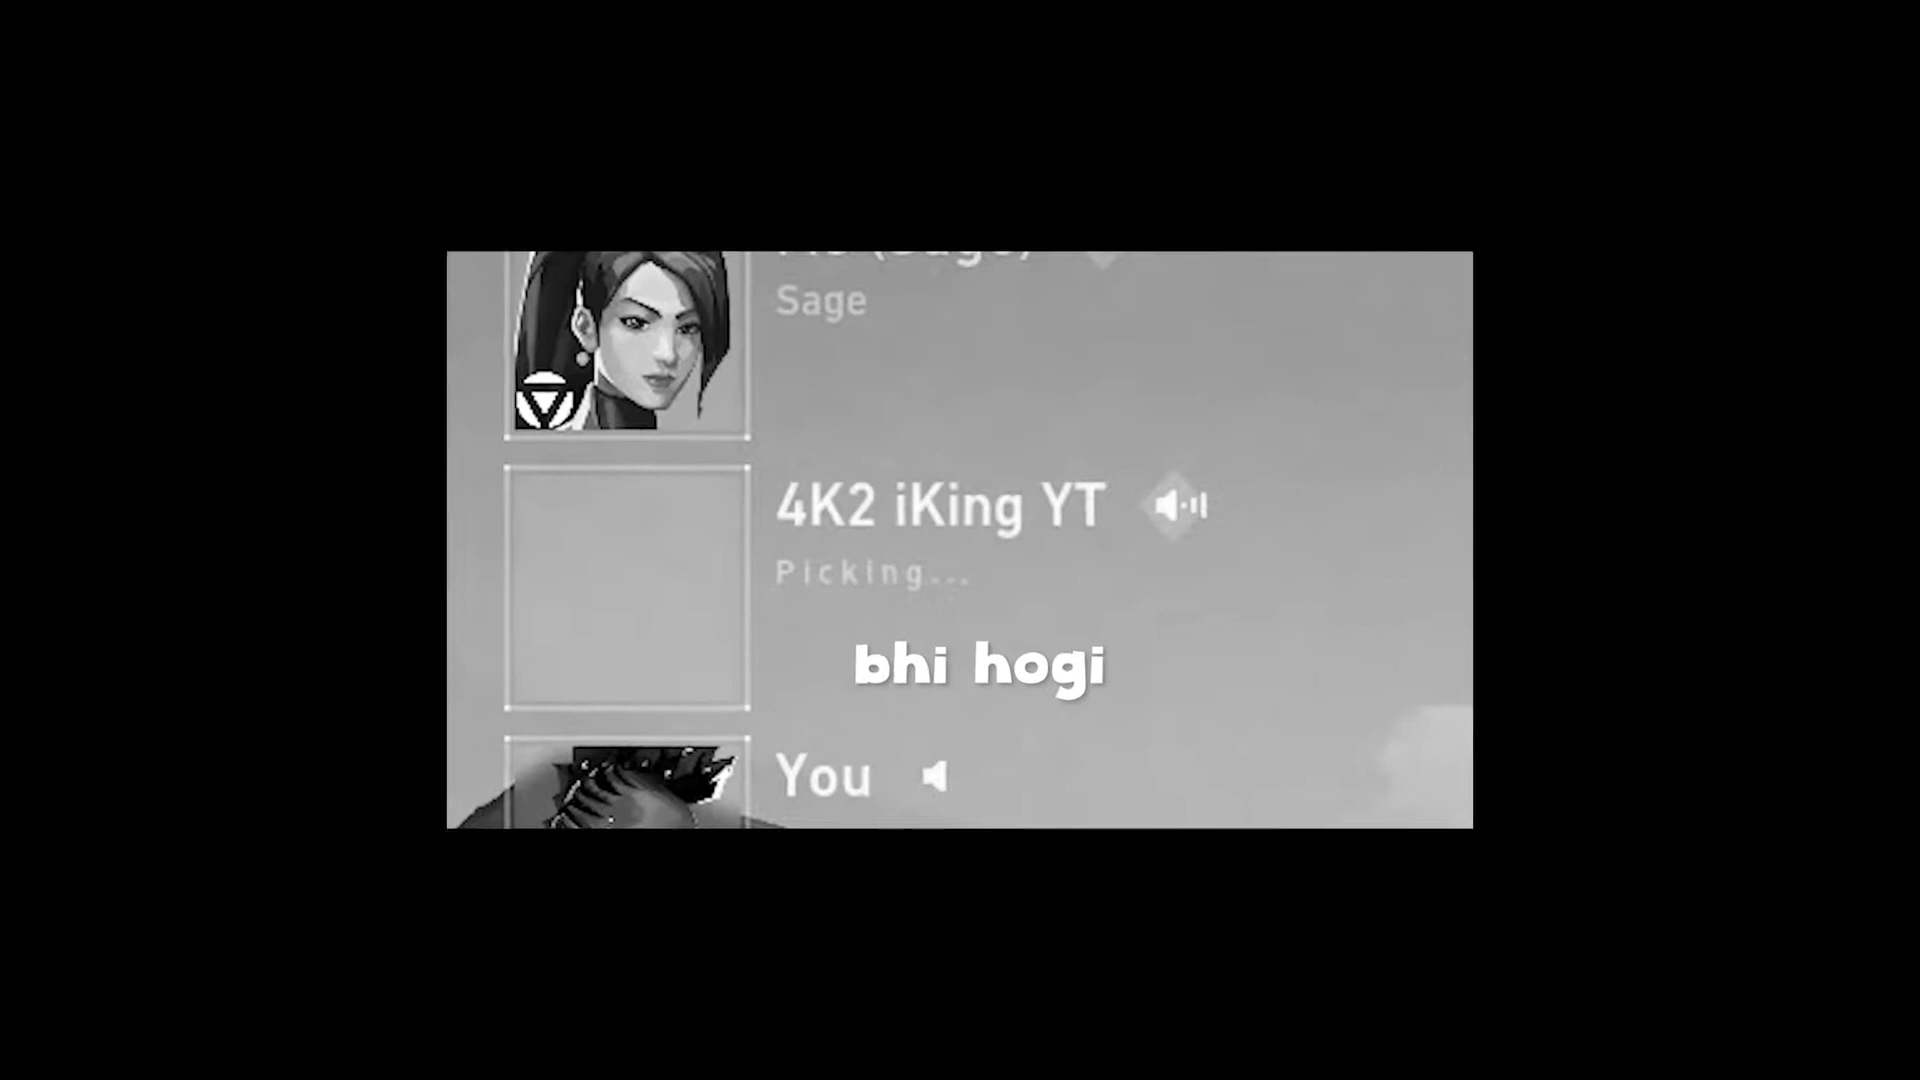 Sage
4K2 iKing YT
Picking...
bhi hogi
You